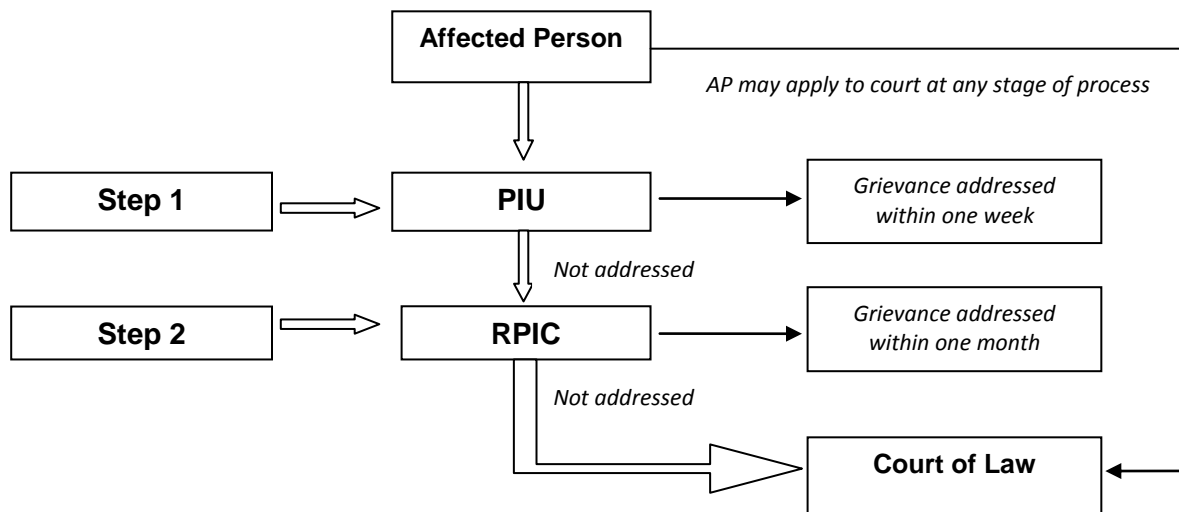 Affected Person
AP may apply to court at any stage of process
Step 1
PIU
Grievance addressed
within one week
Not addressed
Step 2
RPIC
Grievance addressed
within one month
Not addressed
Court of Law